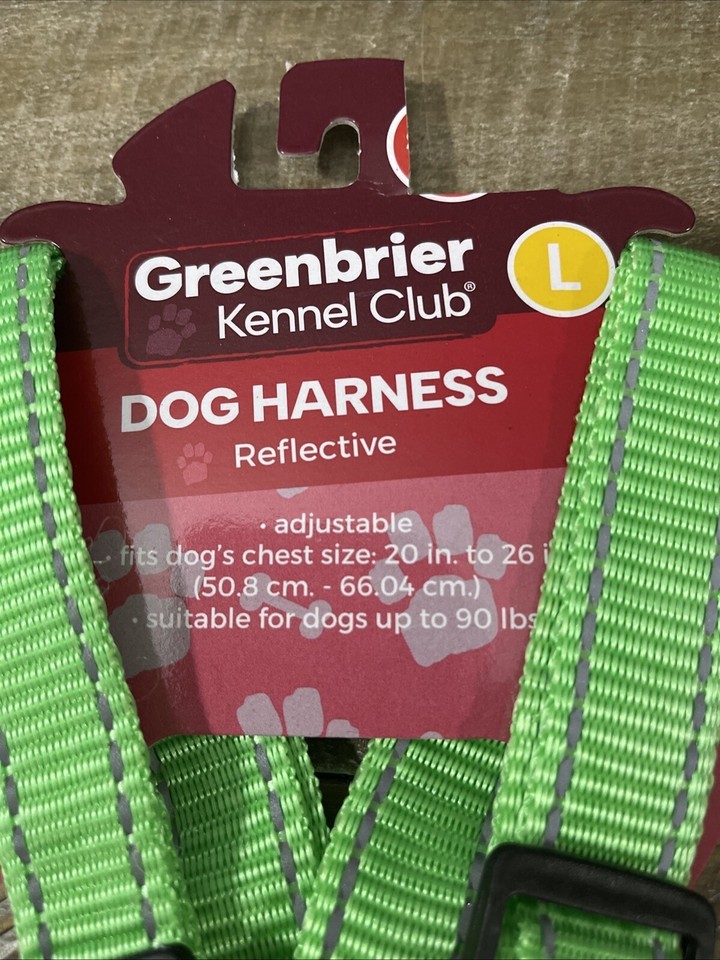 Greenbrier
Kennel Club®
L
DOG HARNESS
Reflective
• adjustable
• fits dog's chest size: 20 in. to 26 i
(50.8 cm. - 66.04 cm.)
• suitable for dogs up to 90 lbs